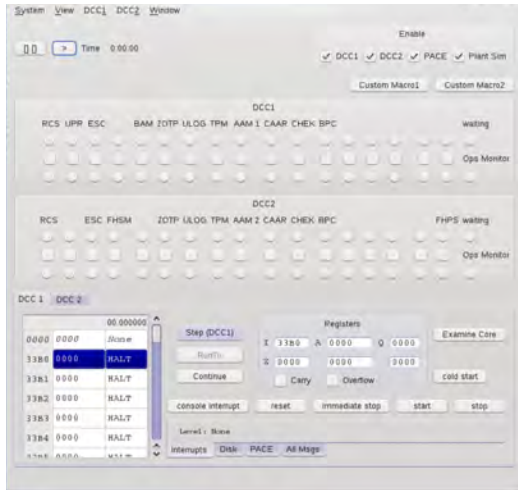 System View DCC1 DCC2 Window
Enable
> Time 0:00.00
DCC1 DCC2 PACE Plant Sim
Custom Macro1 Custom Macro2
DCC1
RCS UPR ESC BAM ZOTP ULOG TPM AAM 1 CAAR CHEK BPC waiting
Ops Monitor
DCC2
RCS ESC FHSM ZOTP ULOG TPM AAM 2 CAAR CHEK BPC FHPS waiting
Ops Monitor
DCC 1 DCC 2
00.000000
Step (DCC1) Registers
0000 0000 None
I 33B0 A 0000 Q 0000 Examine Core
33B0 0000 HALT RunTo
0000 0000
33B1 0000 HALT Continue Carry Overflow cold start
33B2 0000 HALT
console interrupt reset immediate stop start stop
33B3 0000 HALT
Level: None
33B4 0000 HALT
Interrupts Disk PACE All Msgs